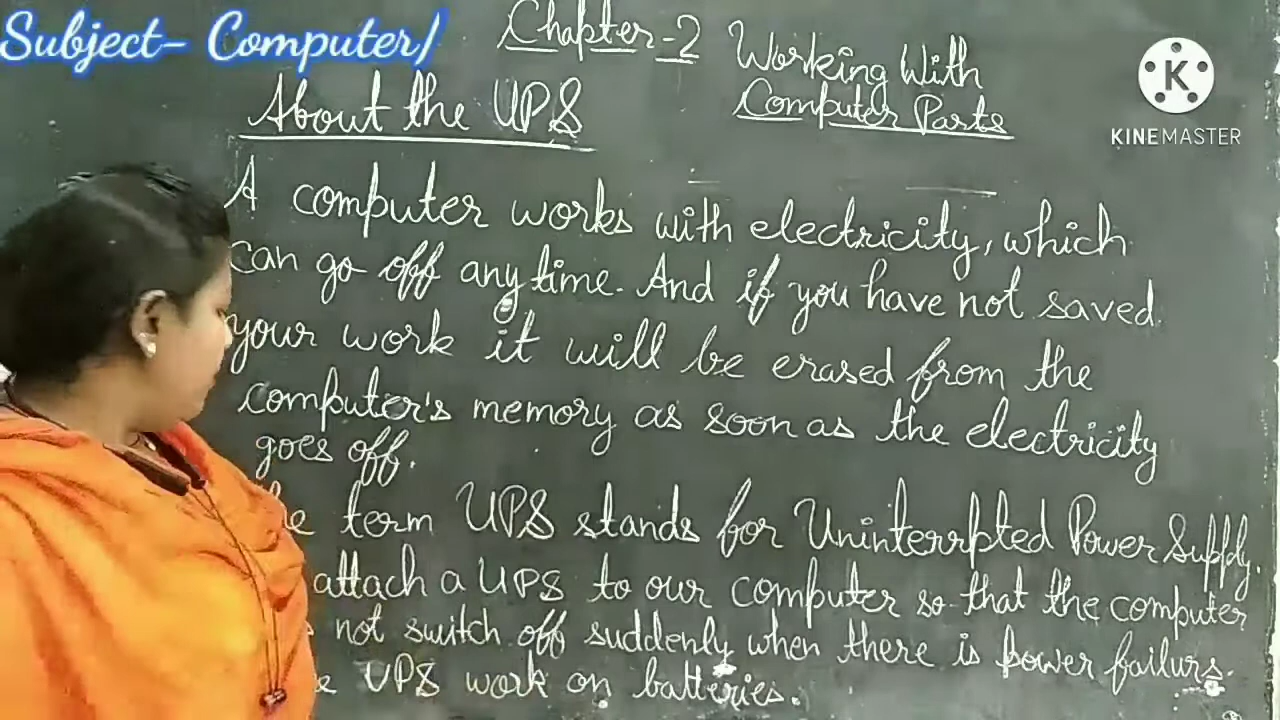 Subject- Computer/
Chapter-2 Working With
Computer Parts
KINEMASTER
About the UPS
A computer works with electricity, which
can go off any time. And if you have not saved
your work it will be erased from the
computer's memory as soon as the electricity
goes off.
term UPS stands for Uninterrpted Power Supply.
attach a UPS to our computer so that the computer
not switch off suddenly when there is power failurs.
UPS work on batteries.